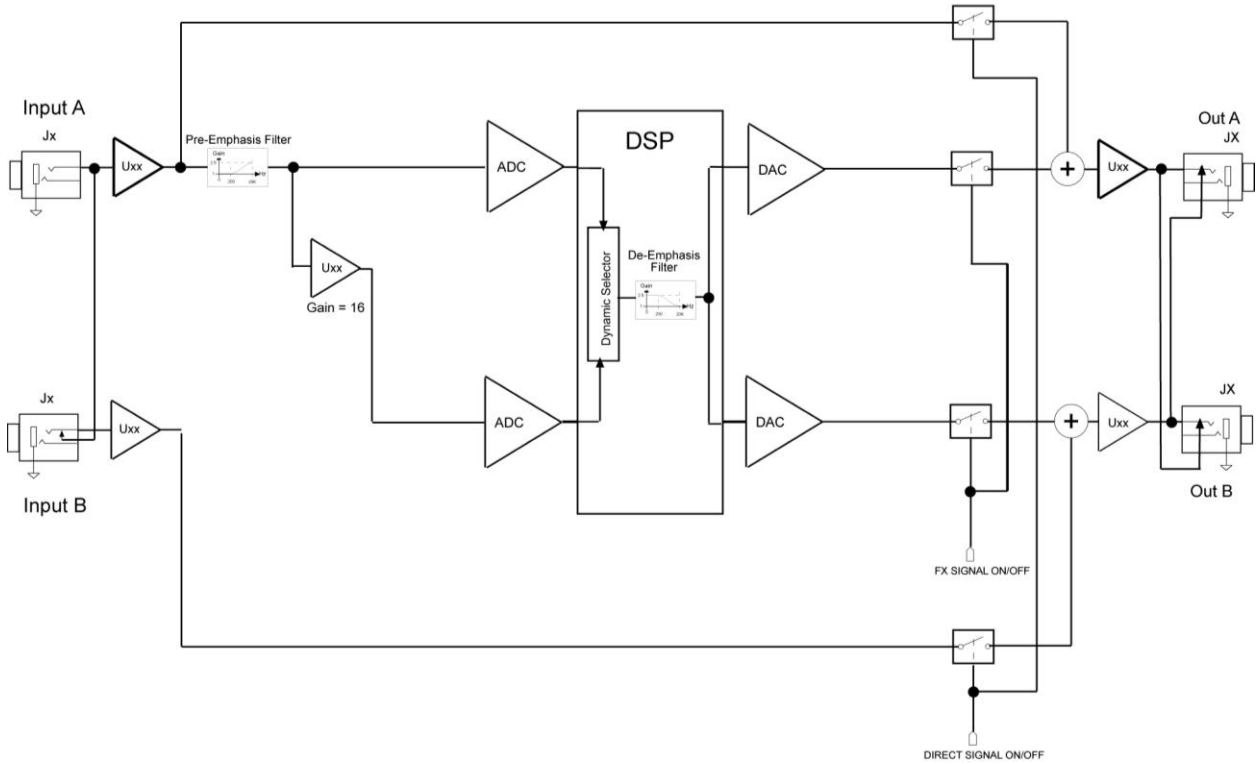 Input A
Jx
Uxx
Pre-Emphasis Filter
Gain
Hz
Uxx
Gain = 16
ADC
DSP
Dynamic Selector
De-Emphasis
Filter
Gain
Hz
DAC
Uxx
Out A
JX
Jx
Input B
Uxx
ADC
DAC
Uxx
JX
Out B
FX SIGNAL ON/OFF
DIRECT SIGNAL ON/OFF